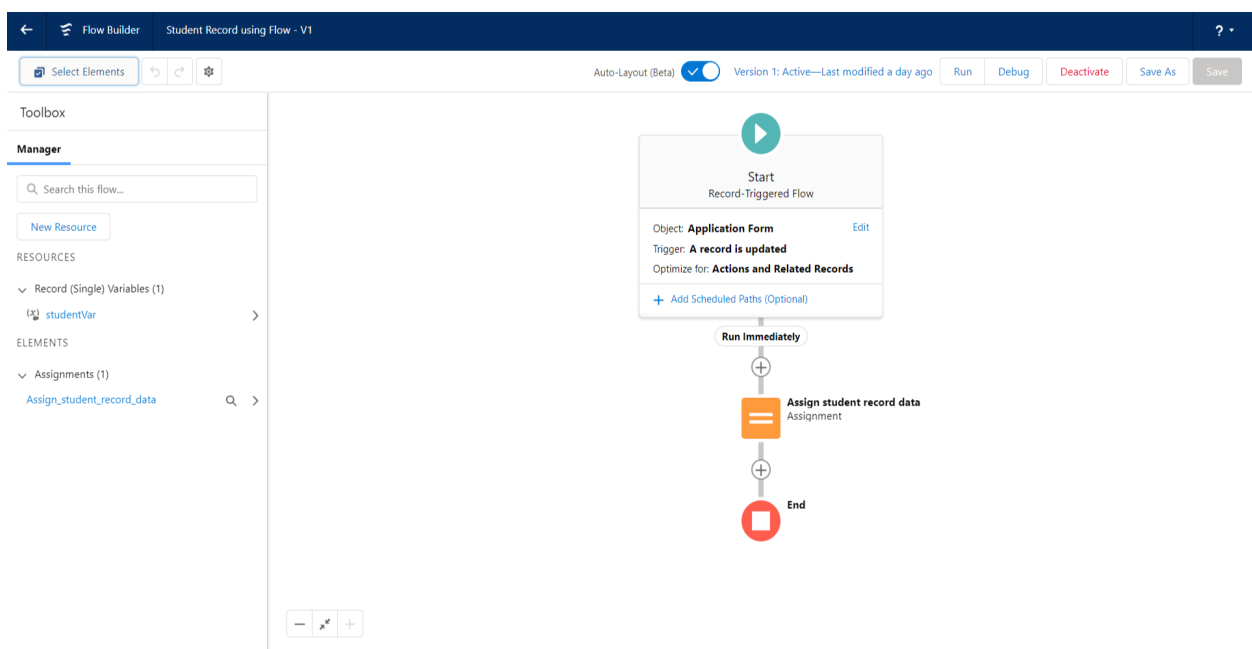 Flow Builder
Student Record using Flow - V1
?
Select Elements
Auto-Layout (Beta)
Version 1: Active—Last modified a day ago
Run
Debug
Deactivate
Save As
Save
Toolbox
Manager
Search this flow...
New Resource
RESOURCES
Record (Single) Variables (1)
studentVar
ELEMENTS
Assignments (1)
Assign_student_record_data
Start
Record-Triggered Flow
Object: Application Form
Edit
Trigger: A record is updated
Optimize for: Actions and Related Records
Add Scheduled Paths (Optional)
Run Immediately
Assign student record data
Assignment
End